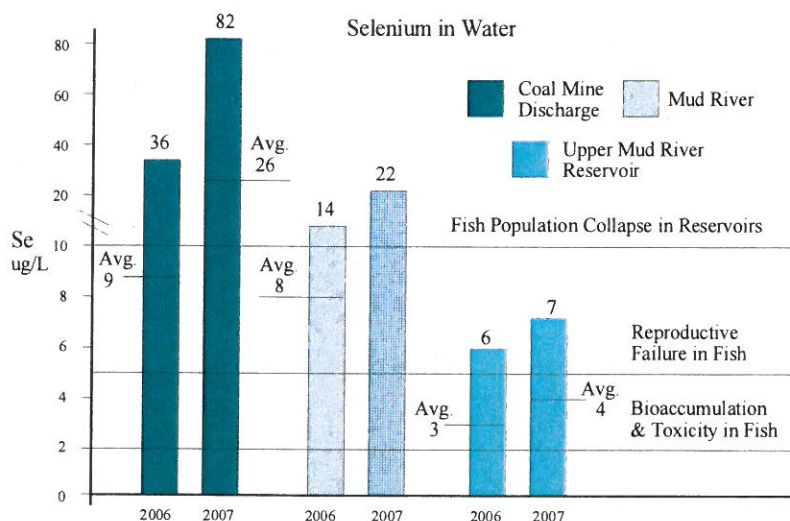 Selenium in Water
Coal Mine
Discharge
Mud River
Upper Mud River
Reservoir
Se
ug/L
80
60
40
20
10
8
6
4
2
0
36
82
14
22
6
7
Avg.
9
Avg.
26
Avg.
8
Avg.
3
Avg.
4
Fish Population Collapse in Reservoirs
Reproductive
Failure in Fish
Bioaccumulation
& Toxicity in Fish
2006
2007
2006
2007
2006
2007